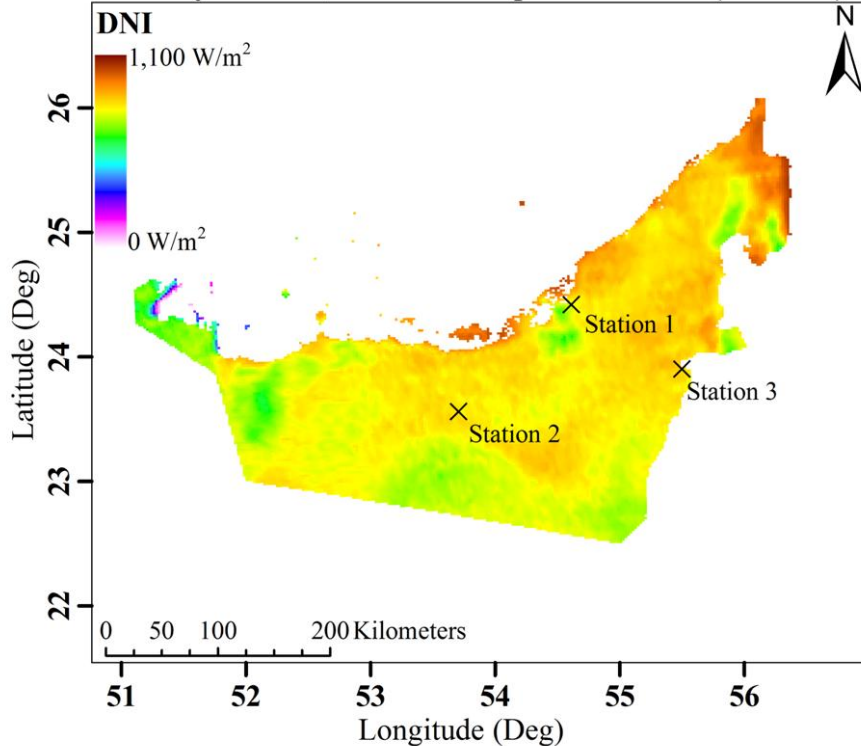 DNI
1,100 W/m²
0 W/m²
N
26
25
24
23
22
Latitude (Deg)
Station 1
Station 3
Station 2
0 50 100 200 Kilometers
51 52 53 54 55 56
Longitude (Deg)